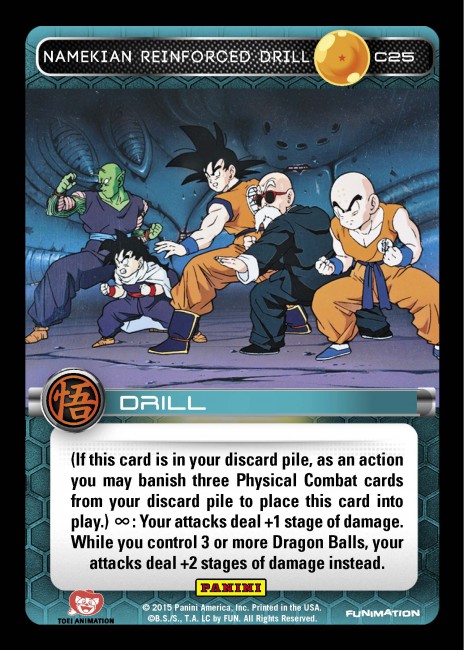 NAMEKIAN REINFORCED DRILL C25
悟 DRILL
(If this card is in your discard pile, as an action
you may banish three Physical Combat cards
from your discard pile to place this card into
play.) ∞: Your attacks deal +1 stage of damage.
While you control 3 or more Dragon Balls, your
attacks deal +2 stages of damage instead.
PANINI
TOEI ANIMATION
© 2015 Panini America, Inc. Printed in the USA.
©B.S./S., T.A. LC by FUN. All Rights Reserved.
FUNIMATION